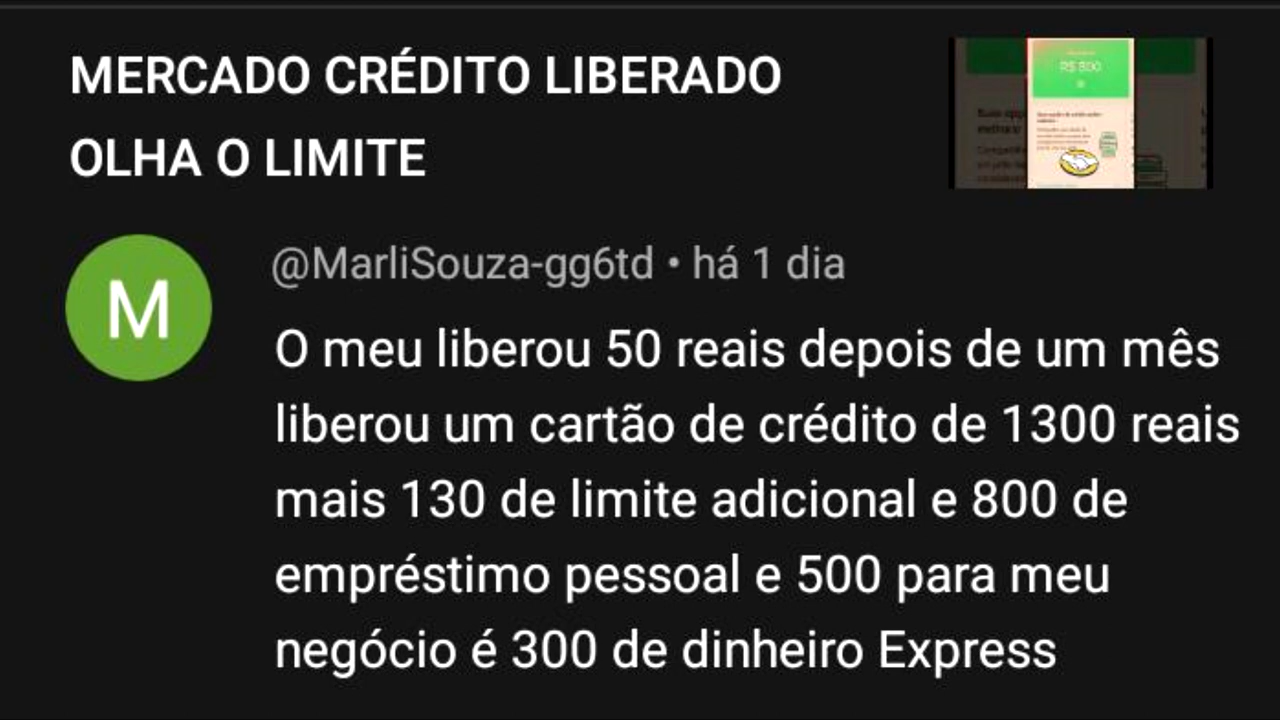 MERCADO CRÉDITO LIBERADO
OLHA O LIMITE
R$ 800
M
@MarliSouza-gg6td • há 1 dia
O meu liberou 50 reais depois de um mês
liberou um cartão de crédito de 1300 reais
mais 130 de limite adicional e 800 de
empréstimo pessoal e 500 para meu
negócio é 300 de dinheiro Express